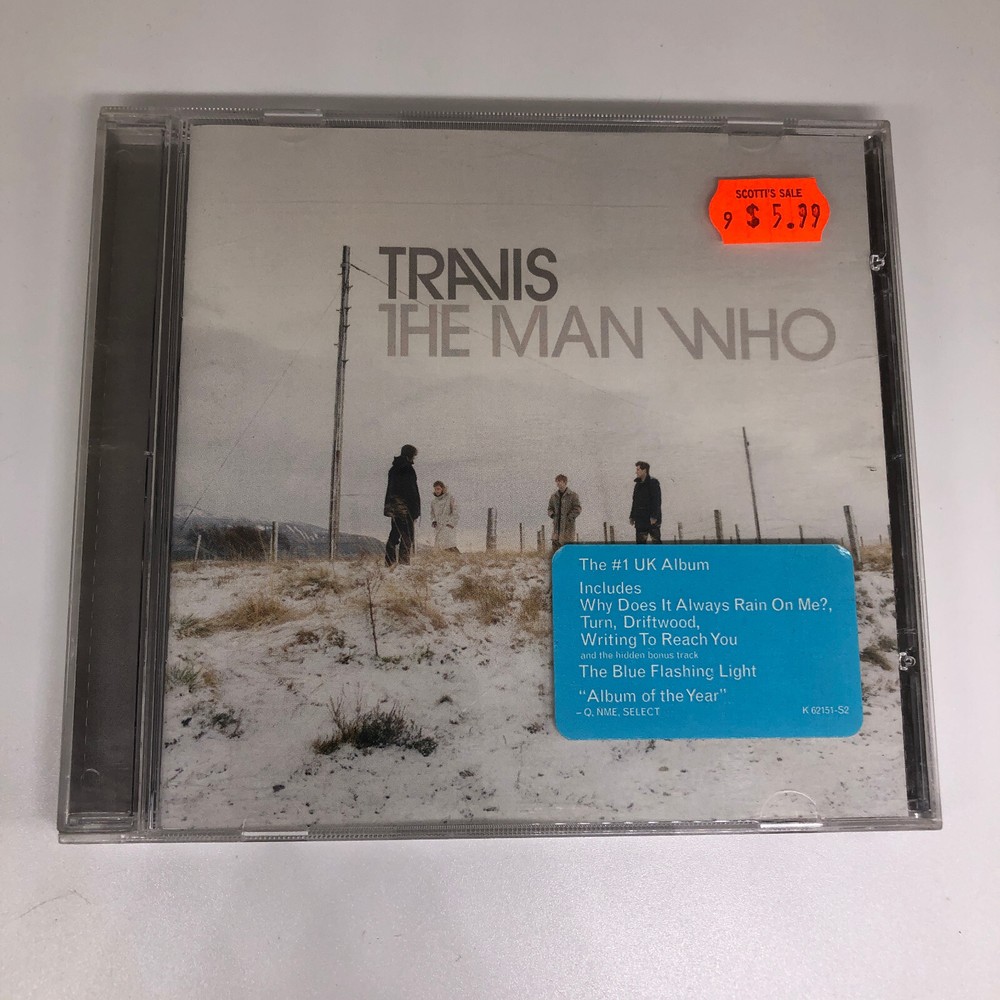 SCOTTI'S SALE
9 $ 5.99
TRAVIS
THE MAN WHO
The #1 UK Album
Includes
Why Does It Always Rain On Me?,
Turn, Driftwood,
Writing To Reach You
and the hidden bonus track
The Blue Flashing Light
“Album of the Year”
– Q, NME, SELECT
K 62151-S2